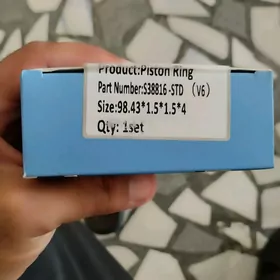 Product:Piston Ring
Part Number:S38816-STD (V6)
Size:98.43*1.5*1.5*4
Qty: 1set